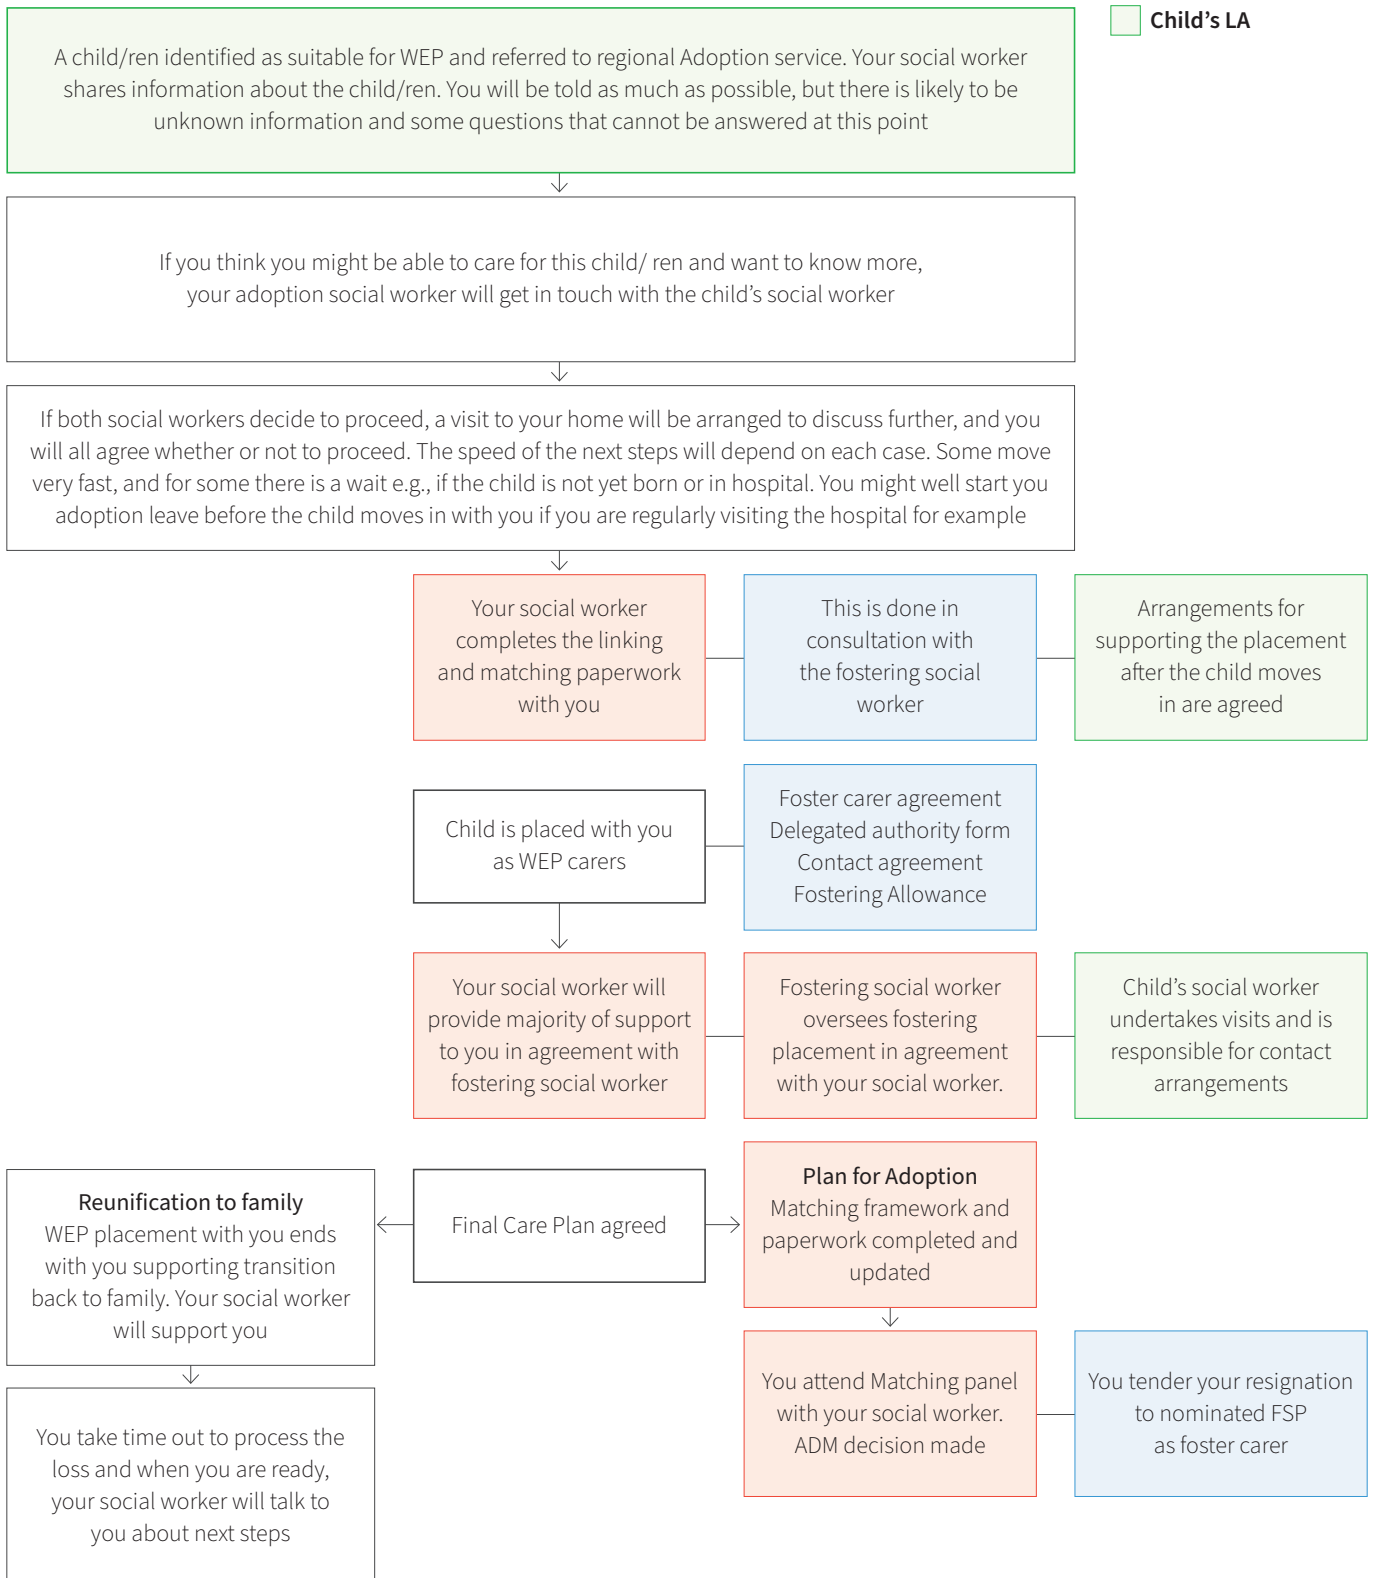 Child’s LA
A child/ren identified as suitable for WEP and referred to regional Adoption service. Your social worker
shares information about the child/ren. You will be told as much as possible, but there is likely to be
unknown information and some questions that cannot be answered at this point
If you think you might be able to care for this child/ ren and want to know more,
your adoption social worker will get in touch with the child’s social worker
If both social workers decide to proceed, a visit to your home will be arranged to discuss further, and you
will all agree whether or not to proceed. The speed of the next steps will depend on each case. Some move
very fast, and for some there is a wait e.g., if the child is not yet born or in hospital. You might well start you
adoption leave before the child moves in with you if you are regularly visiting the hospital for example
Your social worker
completes the linking
and matching paperwork
with you
This is done in
consultation with
the fostering social
worker
Arrangements for
supporting the placement
after the child moves
in are agreed
Child is placed with you
as WEP carers
Foster carer agreement
Delegated authority form
Contact agreement
Fostering Allowance
Your social worker will
provide majority of support
to you in agreement with
fostering social worker
Fostering social worker
oversees fostering
placement in agreement
with your social worker.
Child’s social worker
undertakes visits and is
responsible for contact
arrangements
Reunification to family
WEP placement with you ends
with you supporting transition
back to family. Your social worker
will support you
Final Care Plan agreed
Plan for Adoption
Matching framework and
paperwork completed and
updated
You take time out to process the
loss and when you are ready,
your social worker will talk to
you about next steps
You attend Matching panel
with your social worker.
ADM decision made
You tender your resignation
to nominated FSP
as foster carer